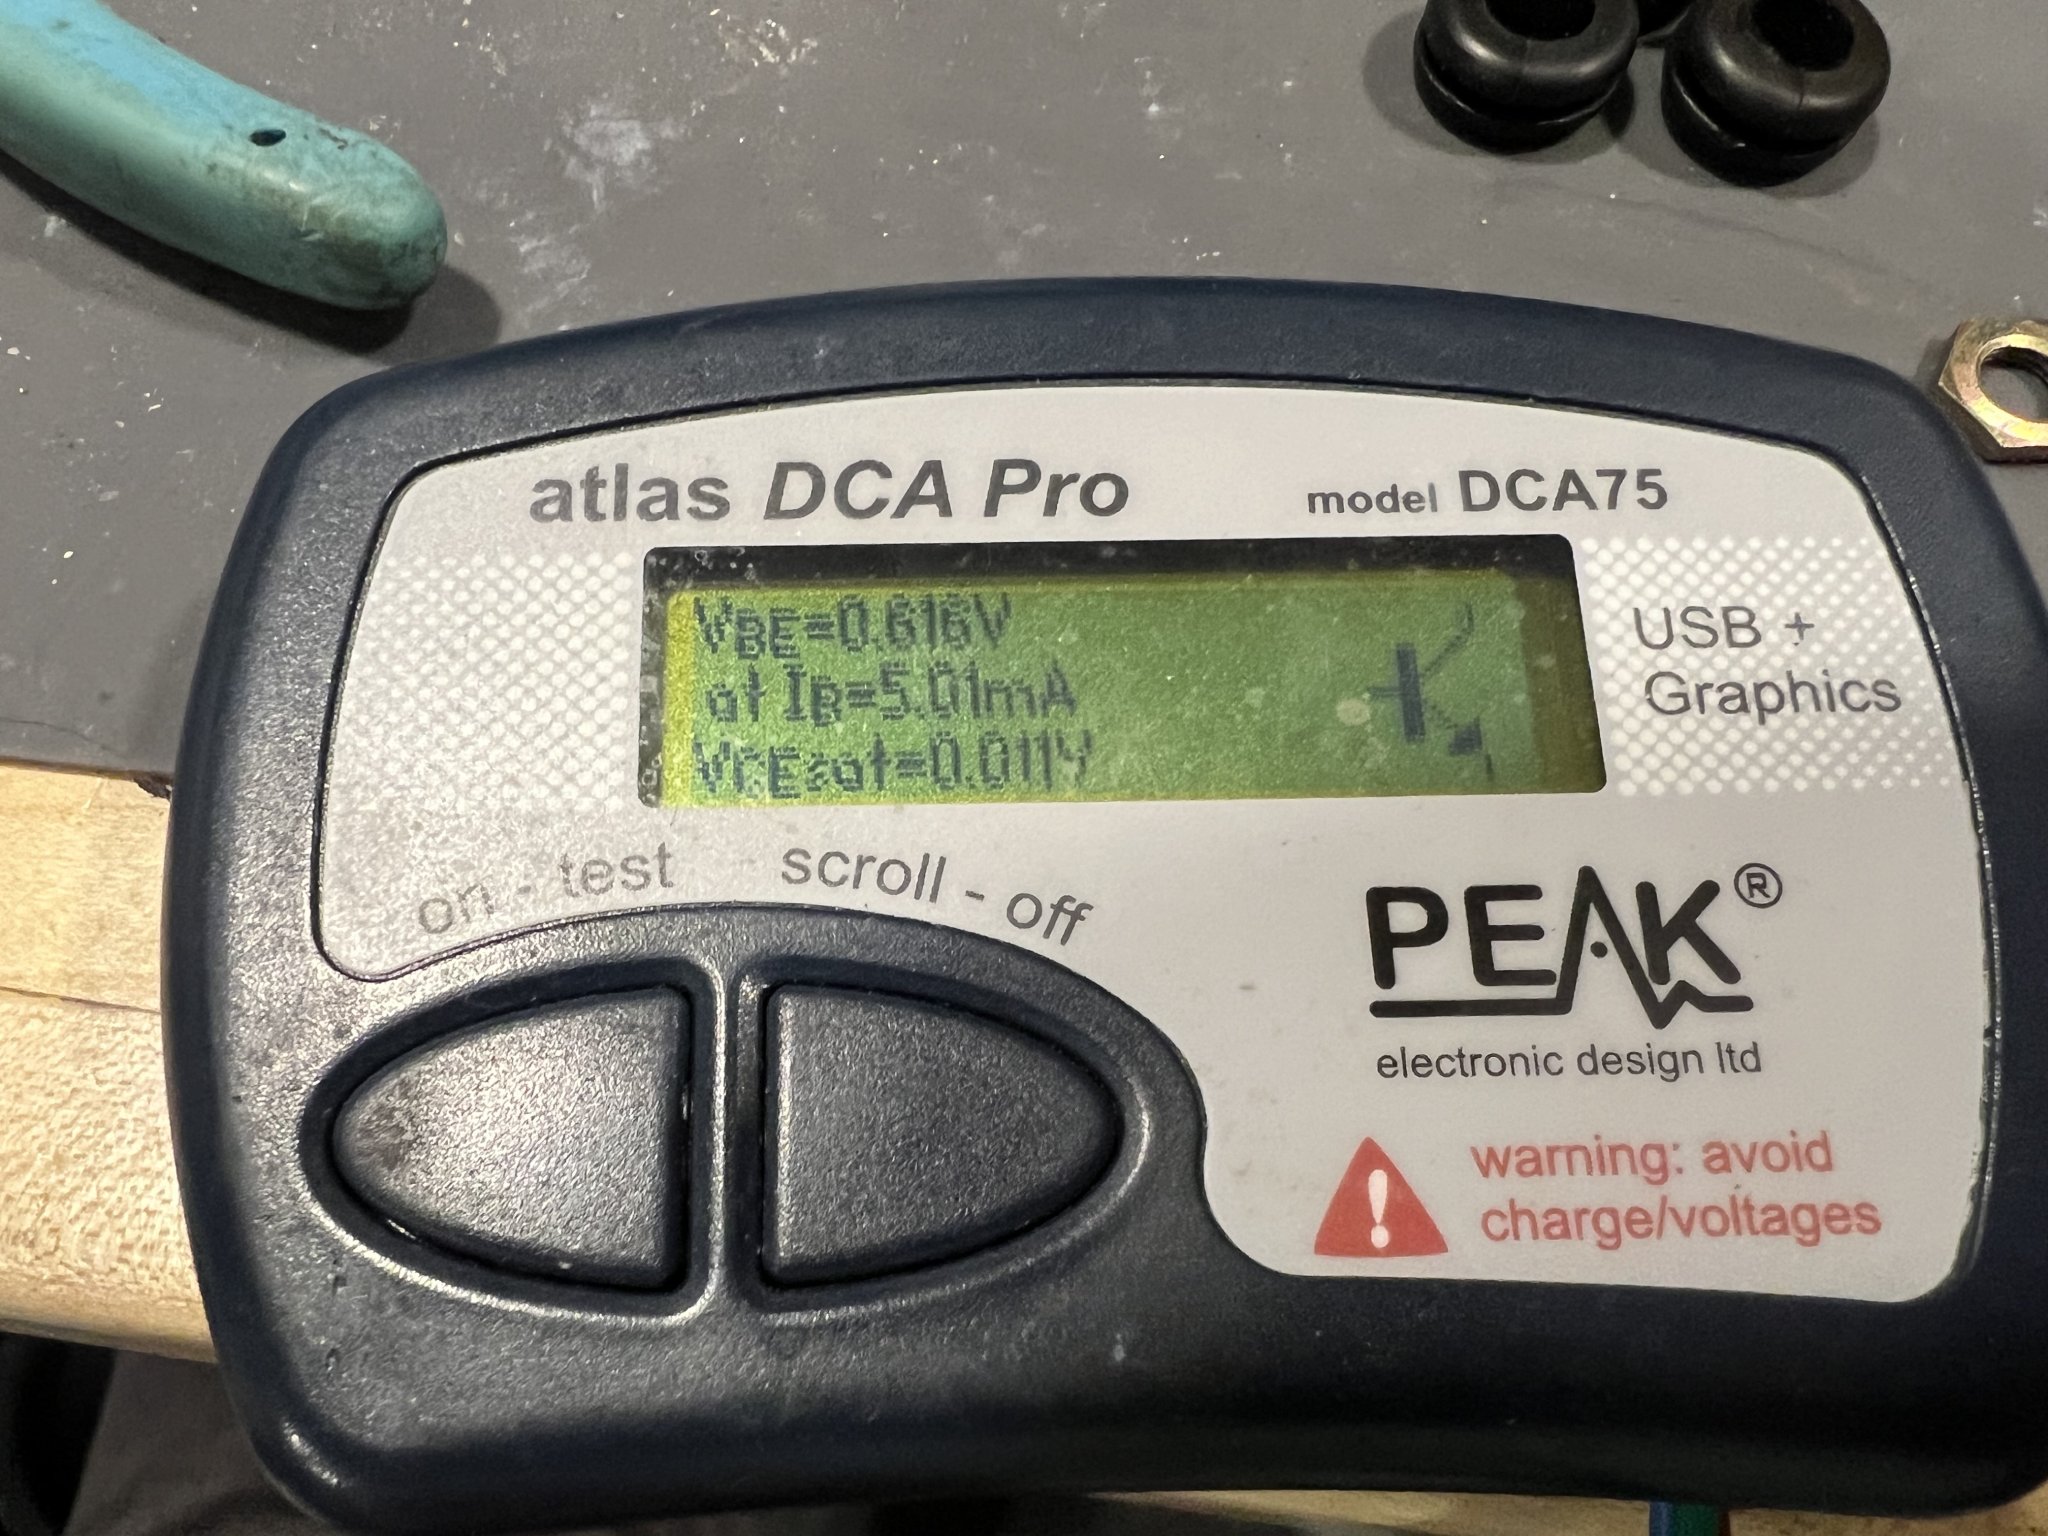 atlas DCA Pro
model DCA75
VBE=0.616V
at IB=5.01mA
VCEsat=0.011V
USB +
Graphics
on - test
scroll - off
PEAK®
electronic design ltd
warning: avoid
charge/voltages